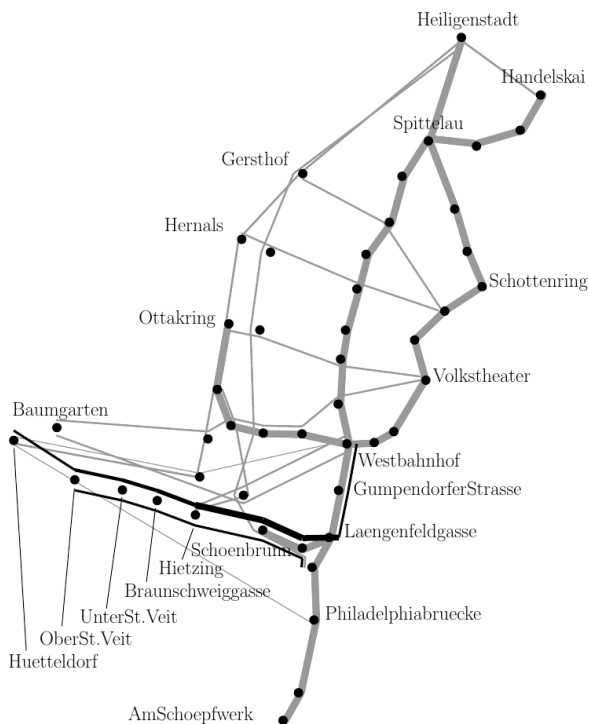 Heiligenstadt
Handelskai
Spittelau
Gersthof
Hernals
Schottenring
Ottakring
Volkstheater
Baumgarten
Westbahnhof
GumpendorferStrasse
Laengenfeldgasse
Schoenbrunn
Hietzing
Braunschweiggasse
UnterSt.Veit
Philadelphiabruecke
OberSt.Veit
Huetteldorf
AmSchoepfwerk